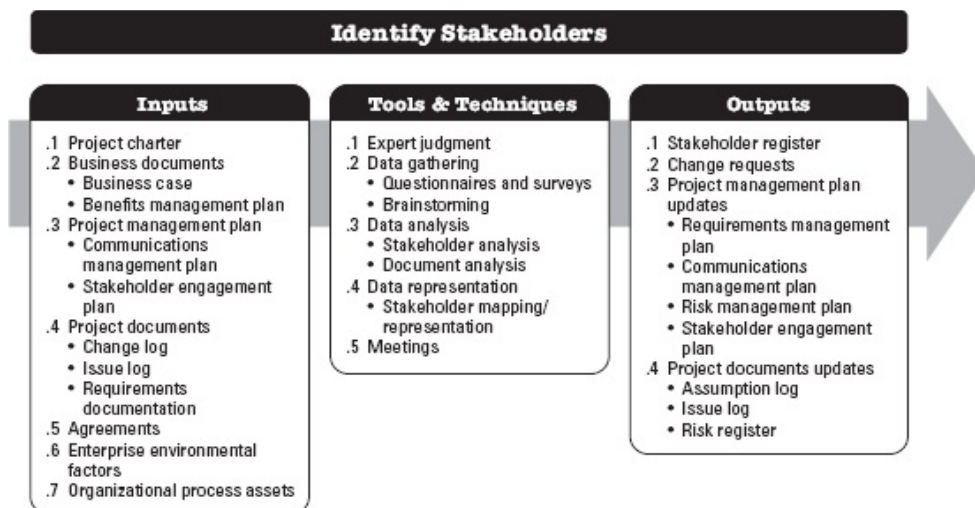 Identify Stakeholders
Inputs
.1 Project charter
.2 Business documents
• Business case
• Benefits management plan
.3 Project management plan
• Communications
management plan
• Stakeholder engagement
plan
.4 Project documents
• Change log
• Issue log
• Requirements
documentation
.5 Agreements
.6 Enterprise environmental
factors
.7 Organizational process assets
Tools & Techniques
.1 Expert judgment
.2 Data gathering
• Questionnaires and surveys
• Brainstorming
.3 Data analysis
• Stakeholder analysis
• Document analysis
.4 Data representation
• Stakeholder mapping/
representation
.5 Meetings
Outputs
.1 Stakeholder register
.2 Change requests
.3 Project management plan
updates
• Requirements management
plan
• Communications
management plan
• Risk management plan
• Stakeholder engagement
plan
.4 Project documents updates
• Assumption log
• Issue log
• Risk register